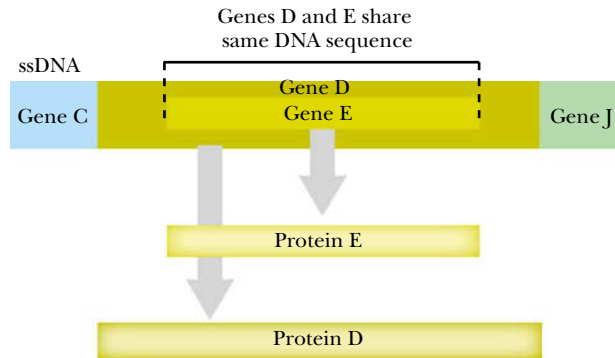 Genes D and E share
same DNA sequence
ssDNA
Gene D
Gene C
Gene E
Gene J
Protein E
Protein D